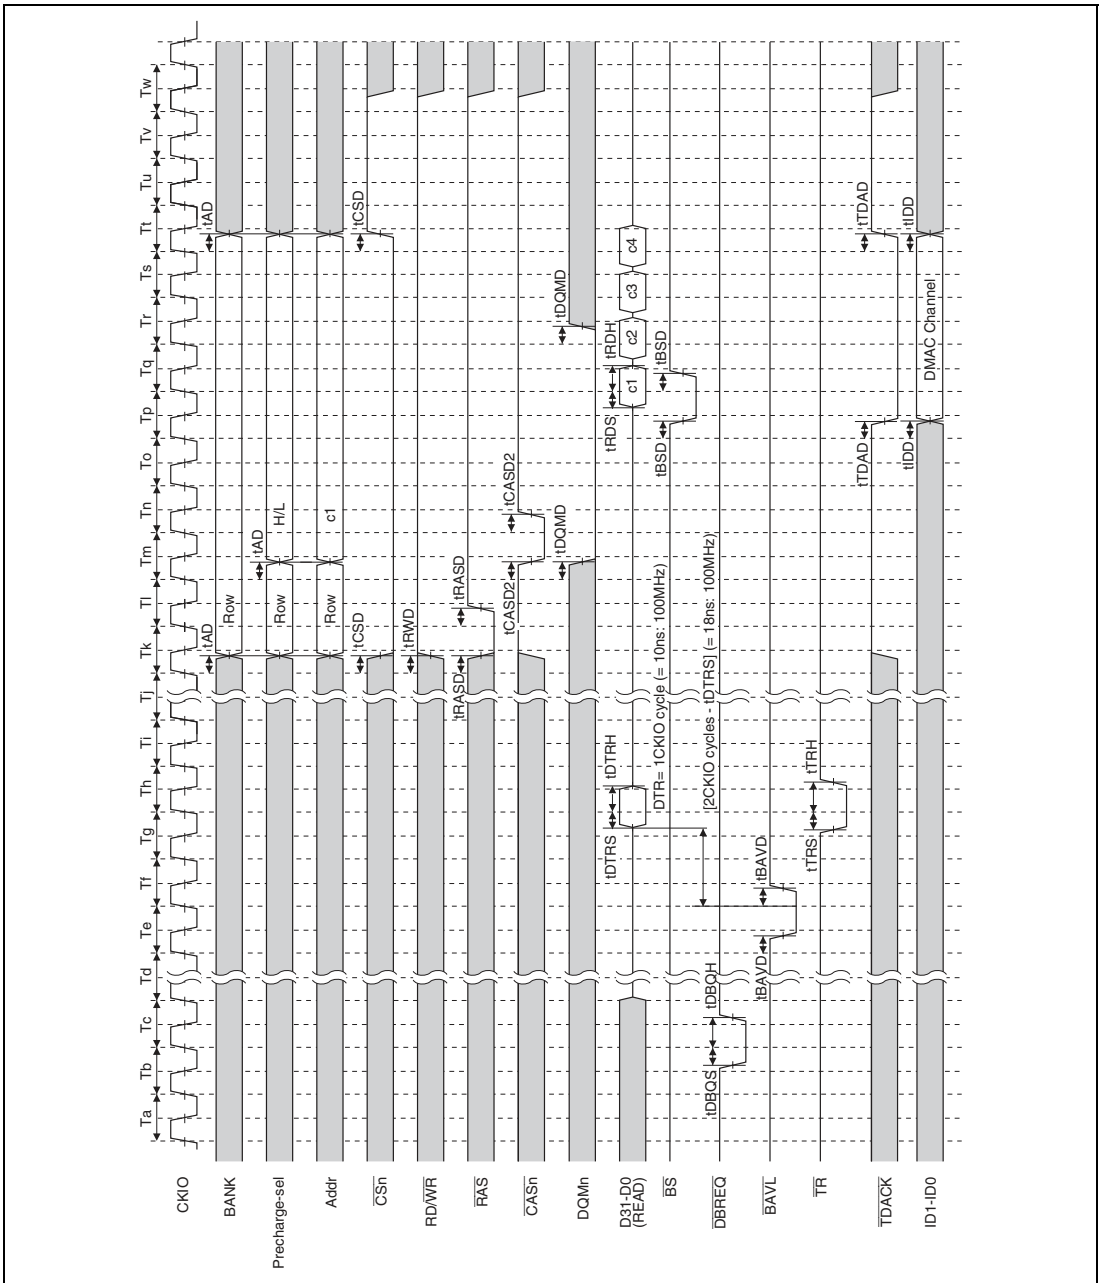 Ta Tb Tc Td Te Tf Tg Th Ti Tj Tk Tl Tm Tn To Tp Tq Tr Ts Tt Tu Tv Tw
CKIO
tAD tAD
BANK Row
tAD
Precharge-sel Row H/L
Addr Row c1
tCSD tCSD
CSn
tRWD
RD/WR
tRASD tRASD
RAS
tCASD2 tCASD2
CASn
tDQMD tDQMD
DQMn
tDTRS tDTRH tRDS tRDH
D31-D0
(READ) c1 c2 c3 c4
DTR= 1CKIO cycle (= 10ns: 100MHz)
tBSD tBSD
BS
[2CKIO cycles - tDTRS] (= 18ns: 100MHz)
tDBQS tDBQH
DBREQ
tBAVD tBAVD
BAVL
tTRS tTRH
TR
tTDAD tTDAD
TDACK
tIDD tIDD
ID1-ID0 DMAC Channel